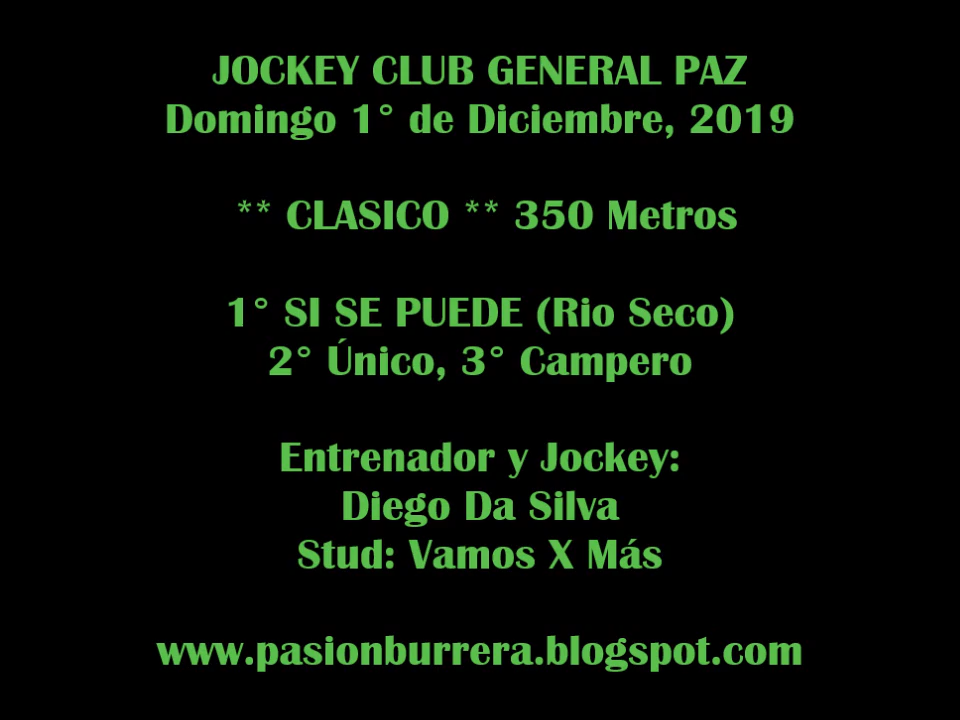 JOCKEY CLUB GENERAL PAZ
Domingo 1° de Diciembre, 2019
** CLASICO ** 350 Metros
1° SI SE PUEDE (Rio Seco)
2° Único, 3° Campero
Entrenador y Jockey:
Diego Da Silva
Stud: Vamos X Más
www.pasionburrera.blogspot.com